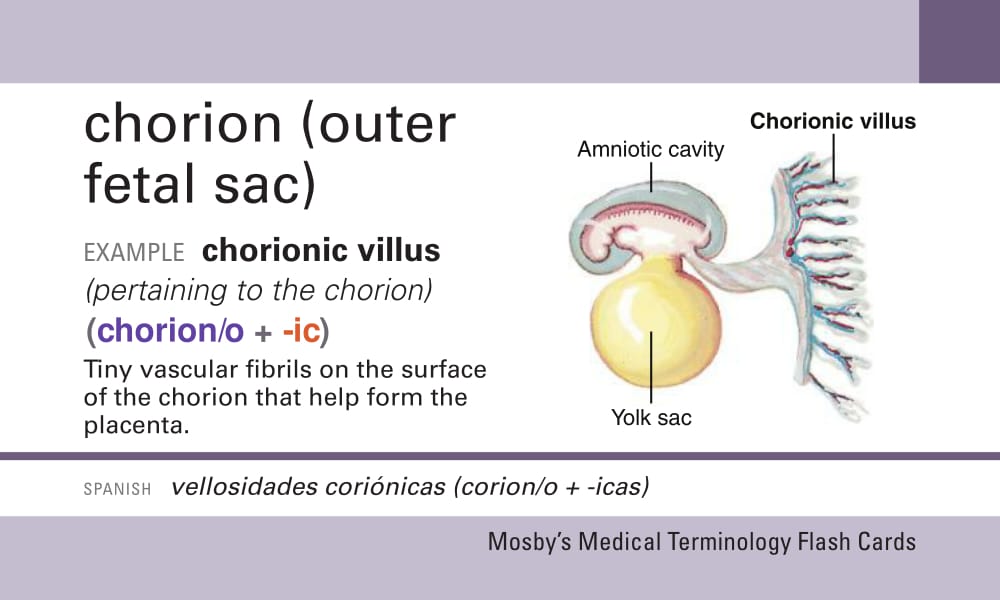 chorion (outer
fetal sac)
EXAMPLE chorionic villus
(pertaining to the chorion)
(chorion/o + -ic)
Tiny vascular fibrils on the surface
of the chorion that help form the
placenta.
Chorionic villus
Amniotic cavity
Yolk sac
SPANISH vellosidades coriónicas (corion/o + -icas)
Mosby's Medical Terminology Flash Cards